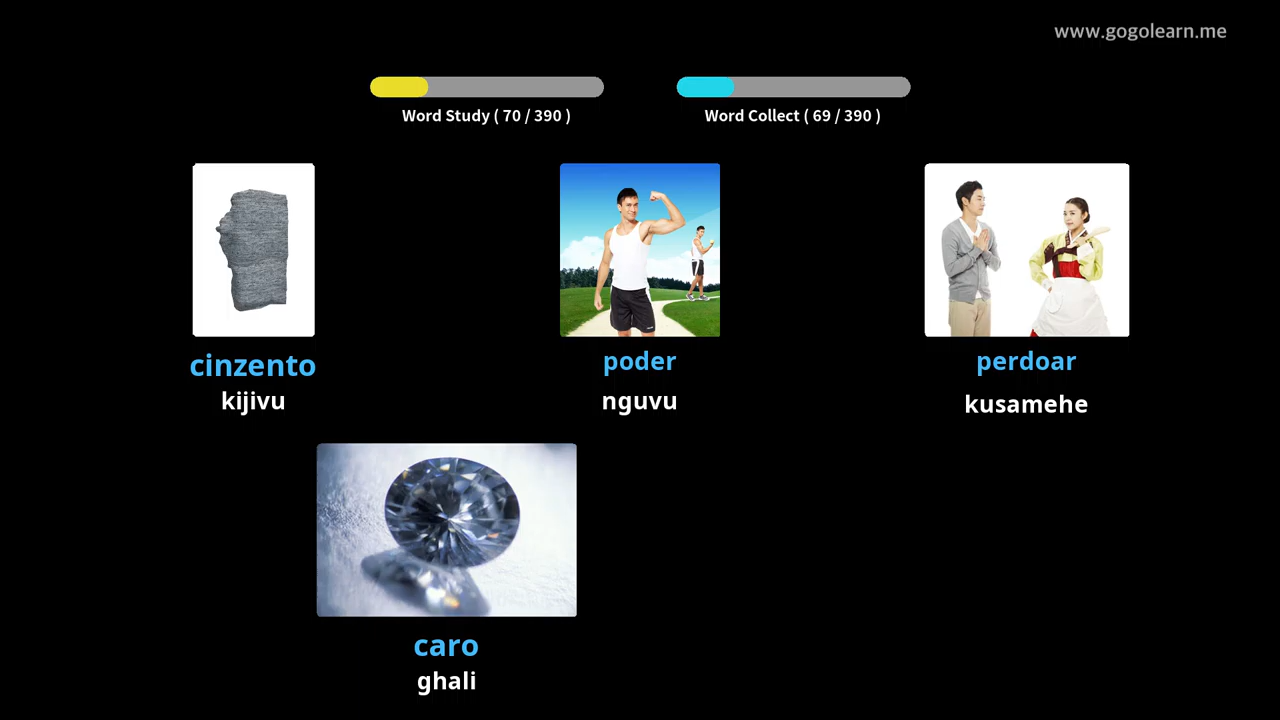 www.gogolearn.me
Word Study ( 70 / 390 )
Word Collect ( 69 / 390 )
cinzento
kijivu
poder
nguvu
perdoar
kusamehe
caro
ghali